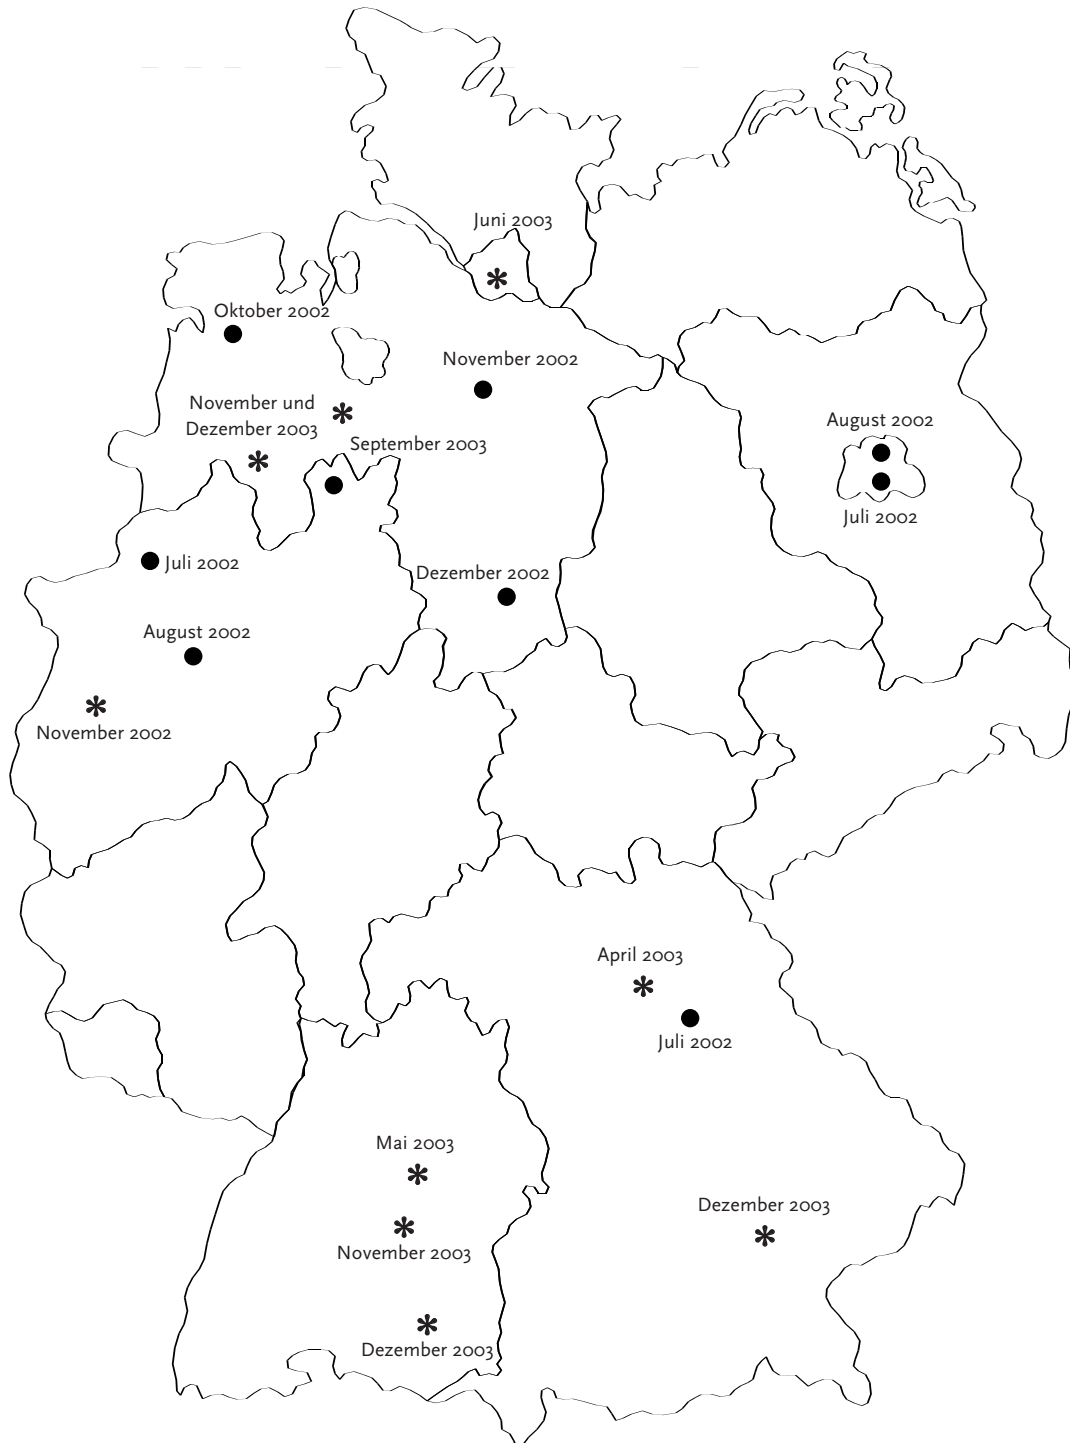 Juni 2003
Oktober 2002
November 2002
November und
Dezember 2003
September 2003
August 2002
Juli 2002
Juli 2002
Dezember 2002
August 2002
November 2002
April 2003
Juli 2002
Mai 2003
November 2003
Dezember 2003
Dezember 2003